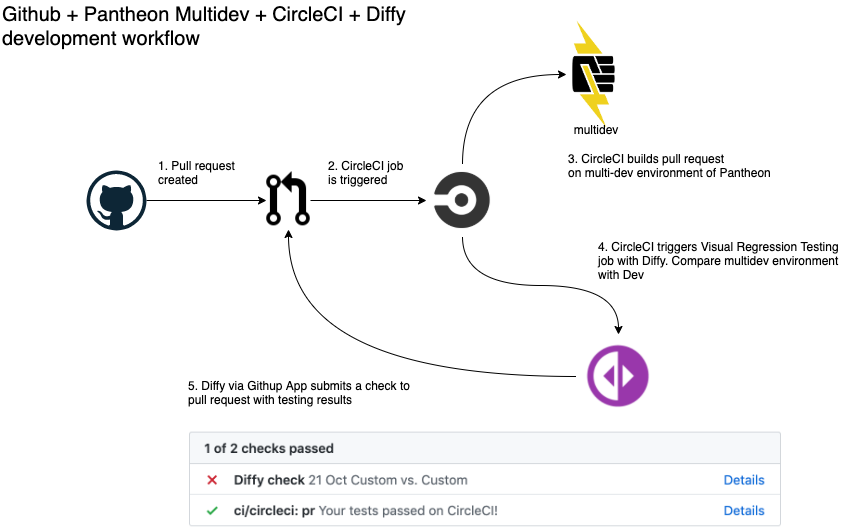 Github + Pantheon Multidev + CircleCI + Diffy
development workflow
multidev
1. Pull request
created
2. CircleCI job
is triggered
3. CircleCI builds pull request
on multi-dev environment of Pantheon
4. CircleCI triggers Visual Regression Testing
job with Diffy. Compare multidev environment
with Dev
5. Diffy via Githup App submits a check to
pull request with testing results
1 of 2 checks passed
Diffy check 21 Oct Custom vs. Custom Details
ci/circleci: pr Your tests passed on CircleCI! Details